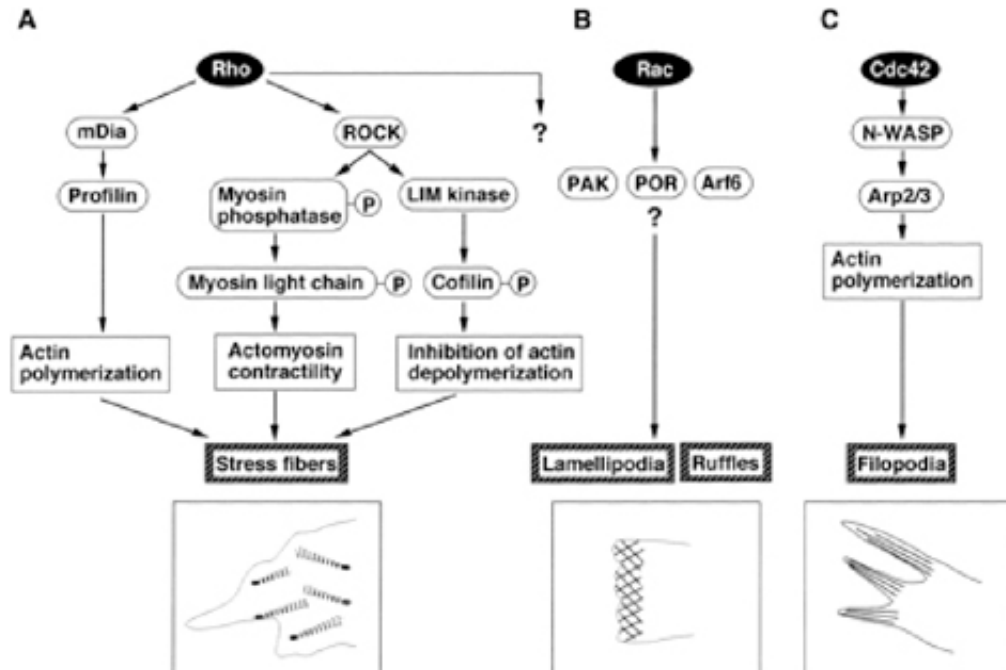 A
Rho
mDia
ROCK
?
Profilin
Myosin
phosphatase
P
LIM kinase
Myosin light chain
P
Cofilin
P
Actin
polymerization
Actomyosin
contractility
Inhibition of actin
depolymerization
Stress fibers
B
Rac
PAK
POR
Arf6
?
Lamellipodia
Ruffles
C
Cdc42
N-WASP
Arp2/3
Actin
polymerization
Filopodia